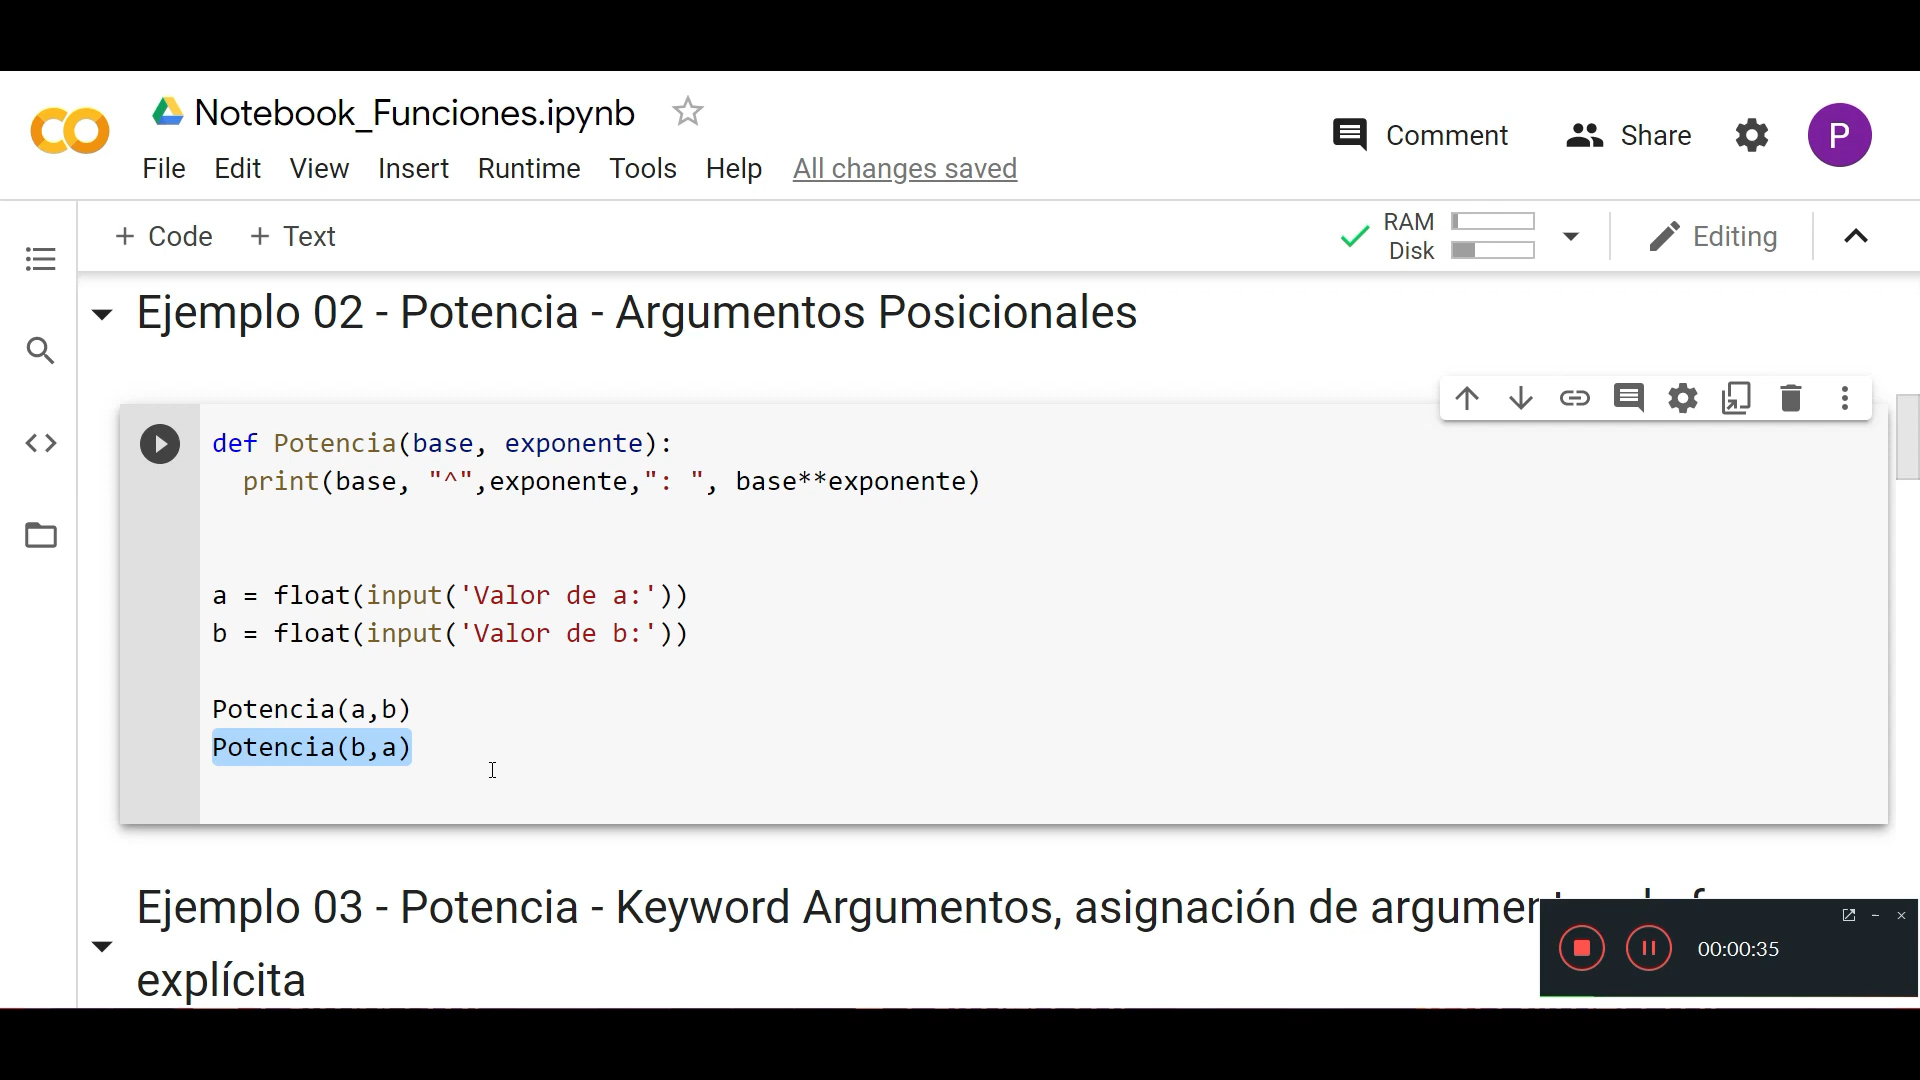 Notebook_Funciones.ipynb
Comment
Share
P
File Edit View Insert Runtime Tools Help All changes saved
+ Code + Text
RAM
Disk
Editing
Ejemplo 02 - Potencia - Argumentos Posicionales
def Potencia(base, exponente):
print(base, "^",exponente,": ", base**exponente)
a = float(input('Valor de a:'))
b = float(input('Valor de b:'))
Potencia(a,b)
Potencia(b,a)
Ejemplo 03 - Potencia - Keyword Argumentos, asignación de
explícita
00:00:35